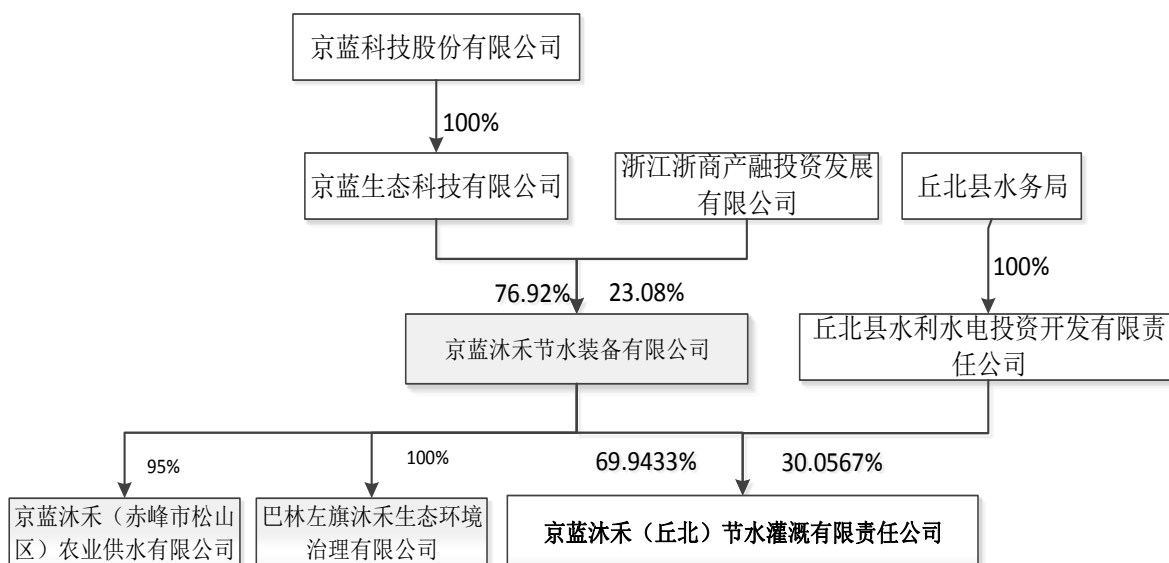 京蓝科技股份有限公司
100%
京蓝生态科技有限公司
浙江浙商产融投资发展
有限公司
丘北县水务局
100%
76.92%
23.08%
京蓝沐禾节水装备有限公司
丘北县水利水电投资开发有限责
任公司
95%
100%
69.9433%
30.0567%
京蓝沐禾（赤峰市松山
区）农业供水有限公司
巴林左旗沐禾生态环境
治理有限公司
京蓝沐禾（丘北）节水灌溉有限责任公司